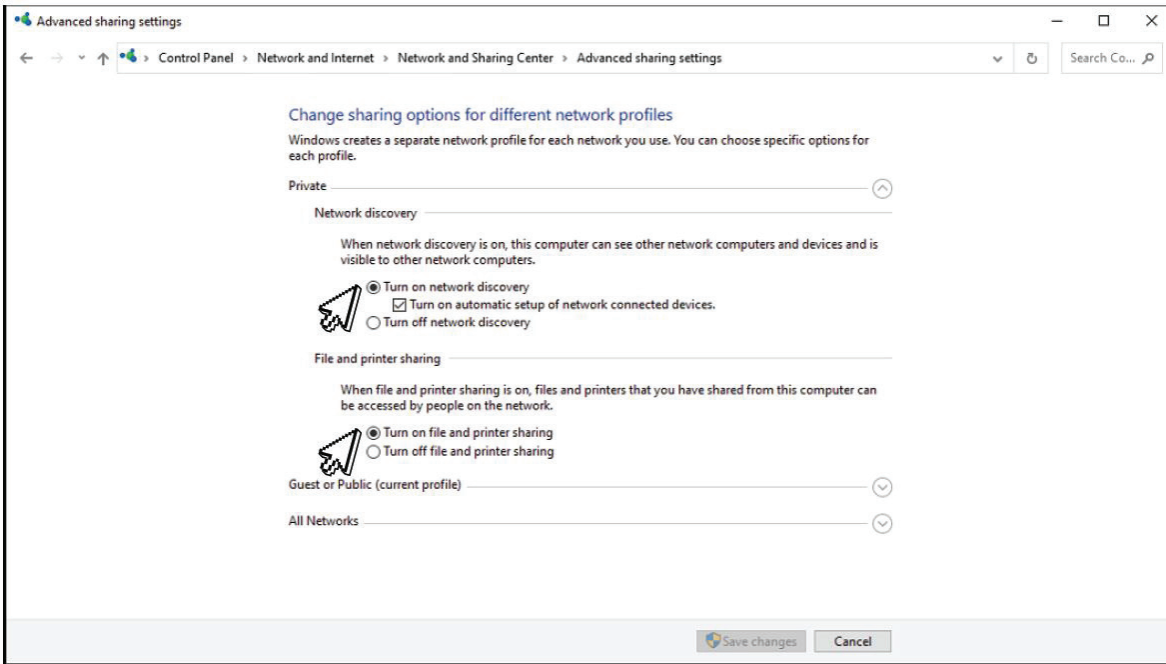 Advanced sharing settings
Control Panel > Network and Internet > Network and Sharing Center > Advanced sharing settings
Search Co...
Change sharing options for different network profiles
Windows creates a separate network profile for each network you use. You can choose specific options for
each profile.
Private
Network discovery
When network discovery is on, this computer can see other network computers and devices and is
visible to other network computers.
Turn on network discovery
Turn on automatic setup of network connected devices.
Turn off network discovery
File and printer sharing
When file and printer sharing is on, files and printers that you have shared from this computer can
be accessed by people on the network.
Turn on file and printer sharing
Turn off file and printer sharing
Guest or Public (current profile)
All Networks
Save changes
Cancel